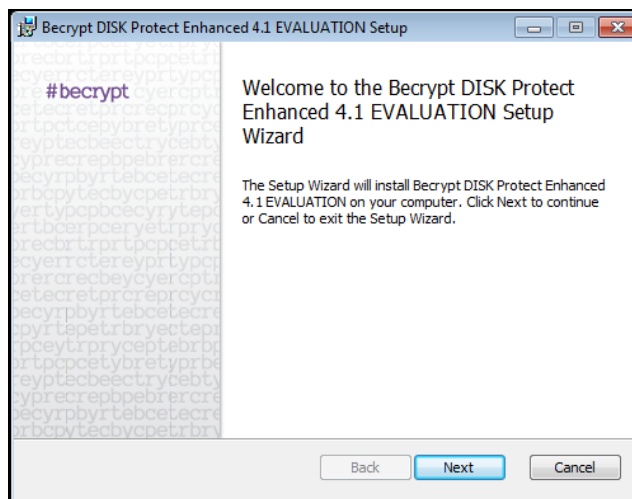 Becrypt DISK Protect Enhanced 4.1 EVALUATION Setup
#becrypt
Welcome to the Becrypt DISK Protect
Enhanced 4.1 EVALUATION Setup
Wizard
The Setup Wizard will install Becrypt DISK Protect Enhanced
4.1 EVALUATION on your computer. Click Next to continue
or Cancel to exit the Setup Wizard.
Back
Next
Cancel